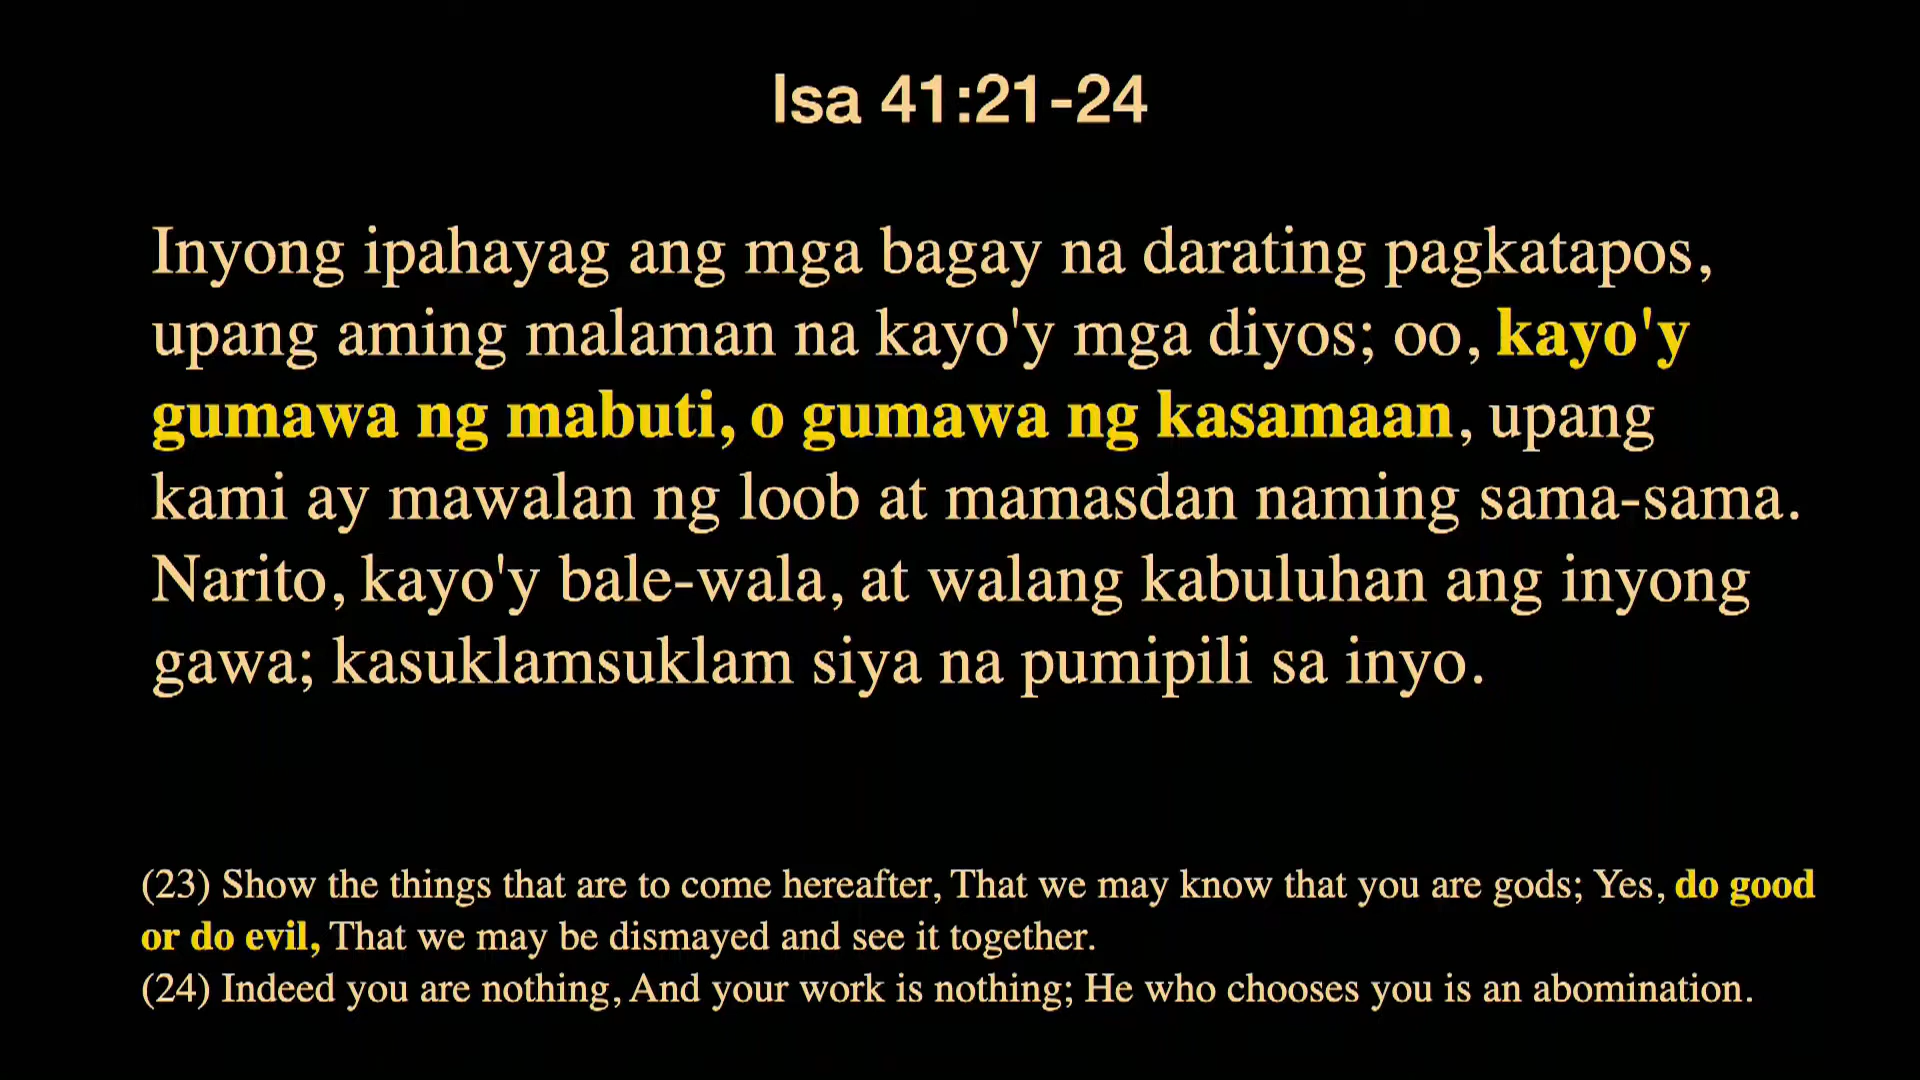 Isa 41:21-24
Inyong ipahayag ang mga bagay na darating pagkatapos,
upang aming malaman na kayo'y mga diyos; oo, kayo'y
gumawa ng mabuti, o gumawa ng kasamaan, upang
kami ay mawalan ng loob at mamasdan naming sama-sama.
Narito, kayo'y bale-wala, at walang kabuluhan ang inyong
gawa; kasuklamsuklam siya na pumipili sa inyo.
(23) Show the things that are to come hereafter, That we may know that you are gods; Yes, do good
or do evil, That we may be dismayed and see it together.
(24) Indeed you are nothing, And your work is nothing; He who chooses you is an abomination.